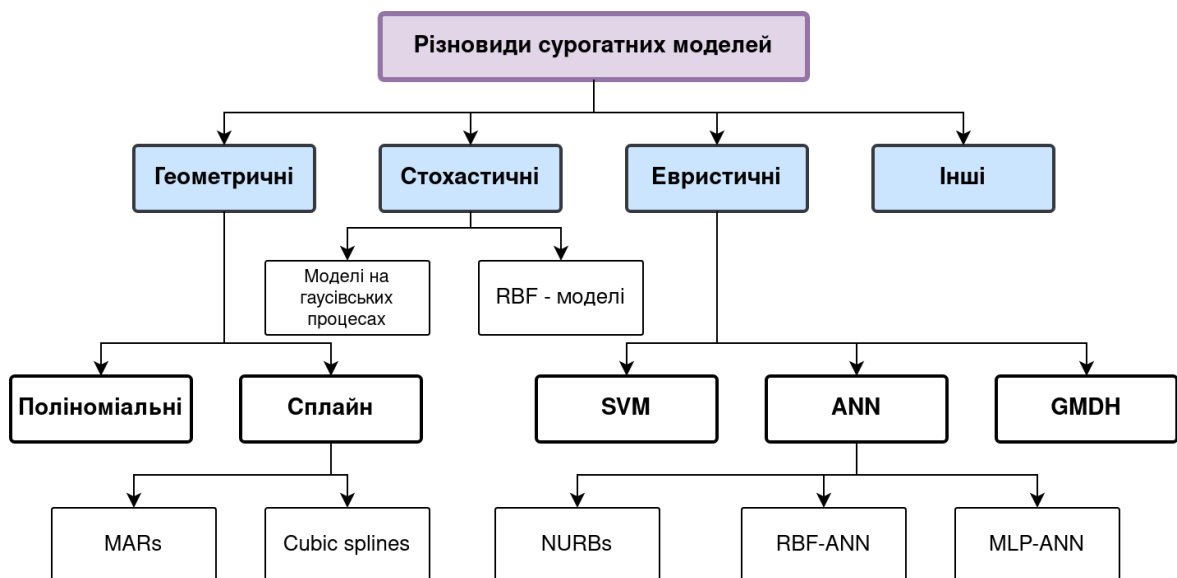 Різновиди сурогатних моделей
Геометричні
Стохастичні
Евристичні
Інші
Моделі на
гаусівських
процесах
RBF - моделі
Поліноміальні
Сплайн
SVM
ANN
GMDH
MARs
Cubic splines
NURBs
RBF-ANN
MLP-ANN